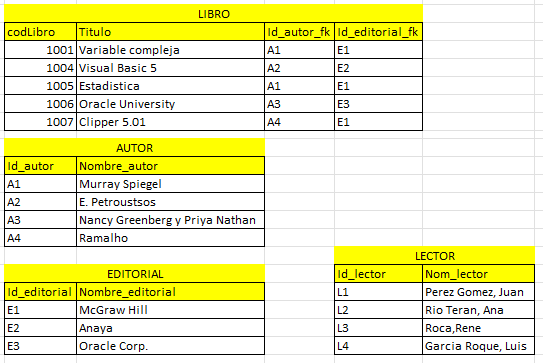 LIBRO
codLibro Titulo Id_autor_fk Id_editorial_fk
1001 Variable compleja A1 E1
1004 Visual Basic 5 A2 E2
1005 Estadistica A1 E1
1006 Oracle University A3 E3
1007 Clipper 5.01 A4 E1
AUTOR
Id_autor Nombre_autor
A1 Murray Spiegel
A2 E. Petroustsos
A3 Nancy Greenberg y Priya Nathan
A4 Ramalho
EDITORIAL
Id_editorial Nombre_editorial
E1 McGraw Hill
E2 Anaya
E3 Oracle Corp.
LECTOR
Id_lector Nom_lector
L1 Perez Gomez, Juan
L2 Rio Teran, Ana
L3 Roca,Rene
L4 Garcia Roque, Luis